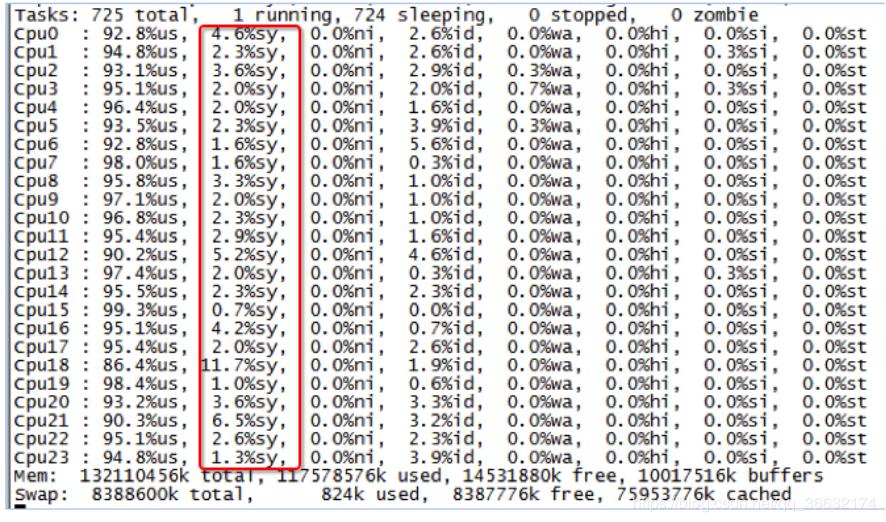 Tasks: 725 total,   1 running, 724 sleeping,   0 stopped,   0 zombie
Cpu0  : 92.8%us,  4.6%sy,  0.0%ni,  2.6%id,  0.0%wa,  0.0%hi,  0.0%si,  0.0%st
Cpu1  : 94.8%us,  2.3%sy,  0.0%ni,  2.6%id,  0.0%wa,  0.0%hi,  0.3%si,  0.0%st
Cpu2  : 93.1%us,  3.6%sy,  0.0%ni,  2.9%id,  0.3%wa,  0.0%hi,  0.0%si,  0.0%st
Cpu3  : 95.1%us,  2.0%sy,  0.0%ni,  2.0%id,  0.7%wa,  0.0%hi,  0.3%si,  0.0%st
Cpu4  : 96.4%us,  2.0%sy,  0.0%ni,  1.6%id,  0.0%wa,  0.0%hi,  0.0%si,  0.0%st
Cpu5  : 93.5%us,  2.3%sy,  0.0%ni,  3.9%id,  0.3%wa,  0.0%hi,  0.0%si,  0.0%st
Cpu6  : 92.8%us,  1.6%sy,  0.0%ni,  5.6%id,  0.0%wa,  0.0%hi,  0.0%si,  0.0%st
Cpu7  : 98.0%us,  1.6%sy,  0.0%ni,  0.3%id,  0.0%wa,  0.0%hi,  0.0%si,  0.0%st
Cpu8  : 95.8%us,  3.3%sy,  0.0%ni,  1.0%id,  0.0%wa,  0.0%hi,  0.0%si,  0.0%st
Cpu9  : 97.1%us,  2.0%sy,  0.0%ni,  1.0%id,  0.0%wa,  0.0%hi,  0.0%si,  0.0%st
Cpu10 : 96.8%us,  2.3%sy,  0.0%ni,  1.0%id,  0.0%wa,  0.0%hi,  0.0%si,  0.0%st
Cpu11 : 95.4%us,  2.9%sy,  0.0%ni,  1.6%id,  0.0%wa,  0.0%hi,  0.0%si,  0.0%st
Cpu12 : 90.2%us,  5.2%sy,  0.0%ni,  4.6%id,  0.0%wa,  0.0%hi,  0.0%si,  0.0%st
Cpu13 : 97.4%us,  2.0%sy,  0.0%ni,  0.3%id,  0.0%wa,  0.0%hi,  0.3%si,  0.0%st
Cpu14 : 95.5%us,  2.3%sy,  0.0%ni,  2.3%id,  0.0%wa,  0.0%hi,  0.0%si,  0.0%st
Cpu15 : 99.3%us,  0.7%sy,  0.0%ni,  0.0%id,  0.0%wa,  0.0%hi,  0.0%si,  0.0%st
Cpu16 : 95.1%us,  4.2%sy,  0.0%ni,  0.7%id,  0.0%wa,  0.0%hi,  0.0%si,  0.0%st
Cpu17 : 95.4%us,  2.0%sy,  0.0%ni,  2.6%id,  0.0%wa,  0.0%hi,  0.0%si,  0.0%st
Cpu18 : 86.4%us, 11.7%sy,  0.0%ni,  1.9%id,  0.0%wa,  0.0%hi,  0.0%si,  0.0%st
Cpu19 : 98.4%us,  1.0%sy,  0.0%ni,  0.6%id,  0.0%wa,  0.0%hi,  0.0%si,  0.0%st
Cpu20 : 93.2%us,  3.6%sy,  0.0%ni,  3.3%id,  0.0%wa,  0.0%hi,  0.0%si,  0.0%st
Cpu21 : 90.3%us,  6.5%sy,  0.0%ni,  3.2%id,  0.0%wa,  0.0%hi,  0.0%si,  0.0%st
Cpu22 : 95.1%us,  2.6%sy,  0.0%ni,  2.3%id,  0.0%wa,  0.0%hi,  0.0%si,  0.0%st
Cpu23 : 94.8%us,  1.3%sy,  0.0%ni,  3.9%id,  0.0%wa,  0.0%hi,  0.0%si,  0.0%st
Mem:  132110456k total, 117578576k used, 14531880k free, 10017516k buffers
Swap:  8388600k total,      824k used,  8387776k free, 75953776k cached
https://blog.csdn.net/qq_36632174